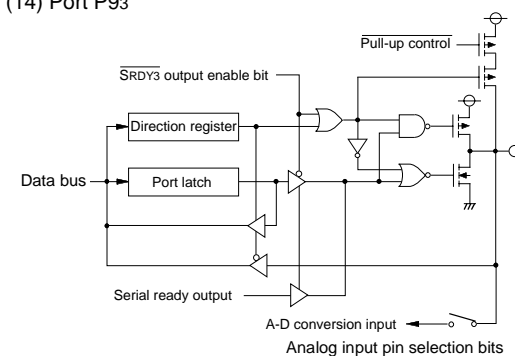 (14) Port P93
Pull-up control
SRDY3 output enable bit
Direction register
Data bus
Port latch
Serial ready output
A-D conversion input
Analog input pin selection bits